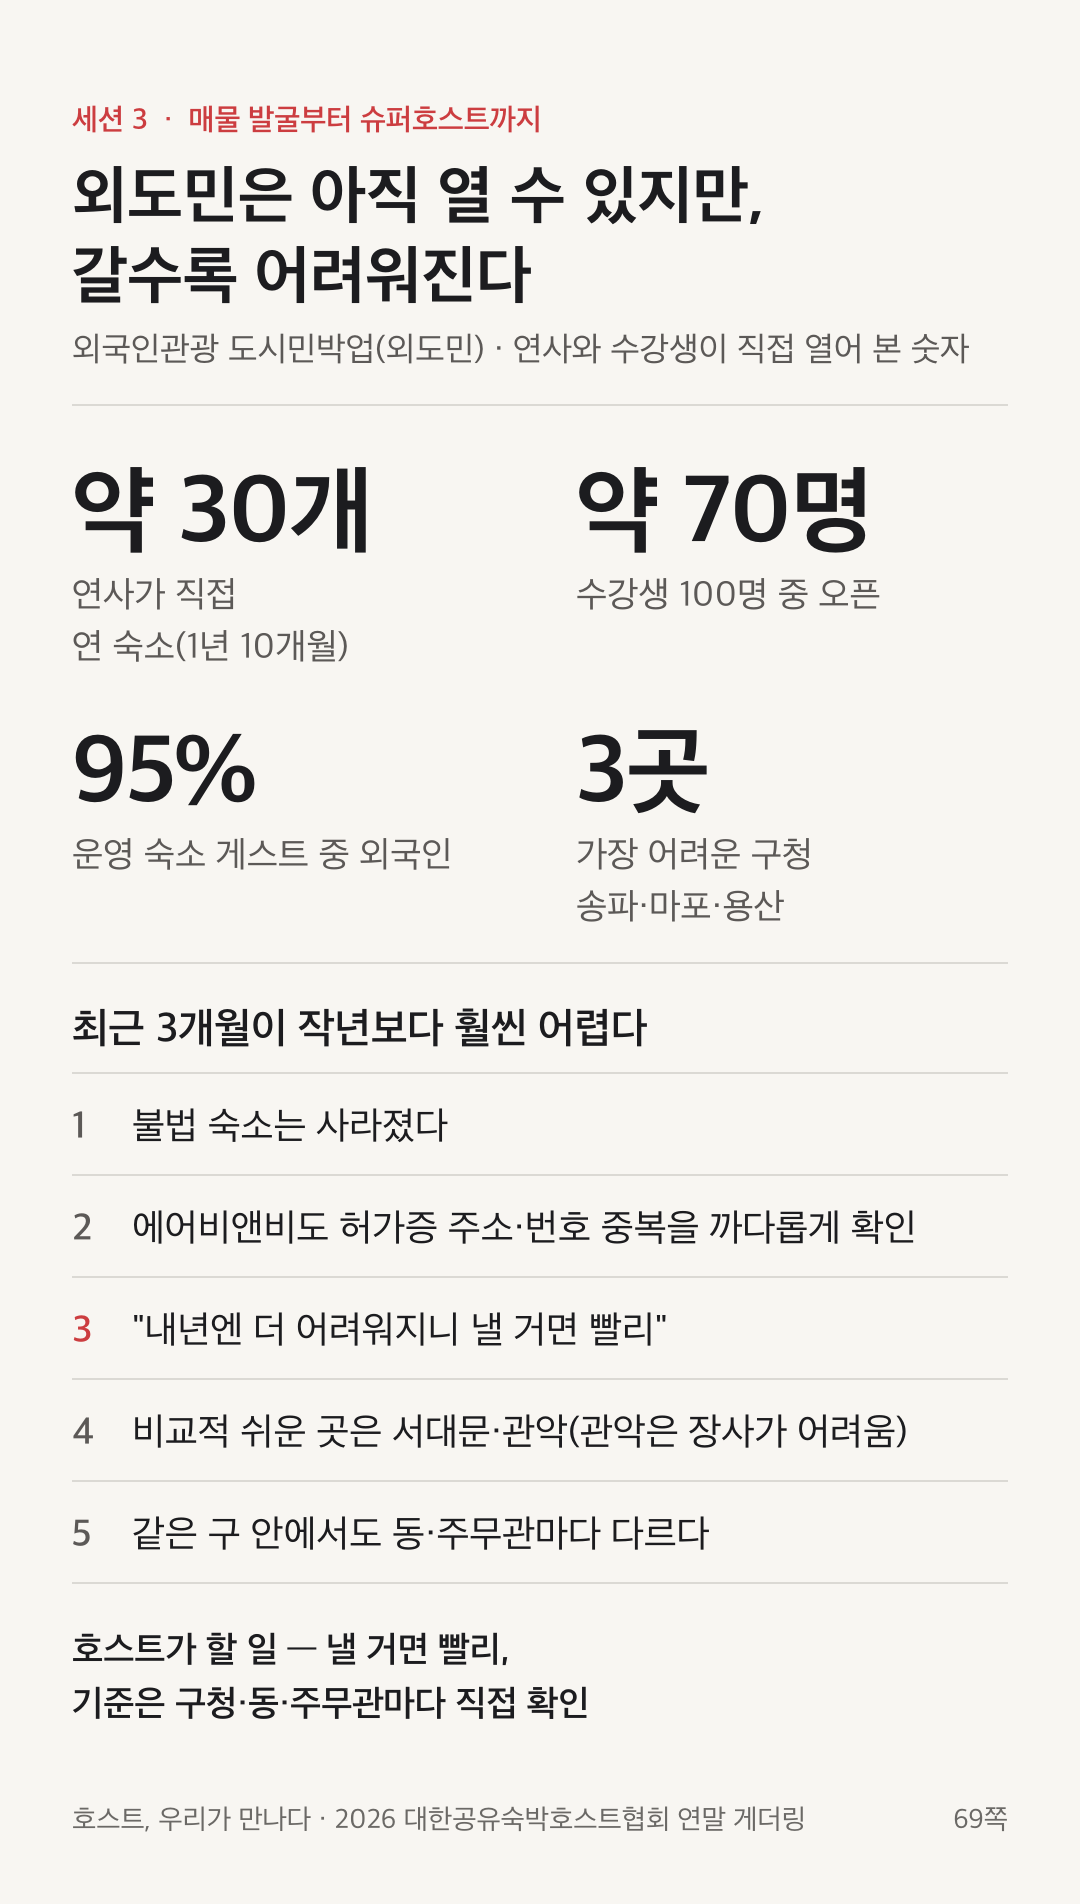 세션 3 · 매물 발굴부터 슈퍼호스트까지
외도민은 아직 열 수 있지만,
갈수록 어려워진다
외국인관광 도시민박업(외도민) · 연사와 수강생이 직접 열어 본 숫자
약 30개
연사가 직접
연 숙소(1년 10개월)
약 70명
수강생 100명 중 오픈
95%
운영 숙소 게스트 중 외국인
3곳
가장 어려운 구청
송파·마포·용산
최근 3개월이 작년보다 훨씬 어렵다
1 불법 숙소는 사라졌다
2 에어비앤비도 허가증 주소·번호 중복을 까다롭게 확인
3 "내년엔 더 어려워지니 낼 거면 빨리"
4 비교적 쉬운 곳은 서대문·관악(관악은 장사가 어려움)
5 같은 구 안에서도 동·주무관마다 다르다
호스트가 할 일 — 낼 거면 빨리,
기준은 구청·동·주무관마다 직접 확인
호스트, 우리가 만나다 · 2026 대한공유숙박호스트협회 연말 게더링 69쪽